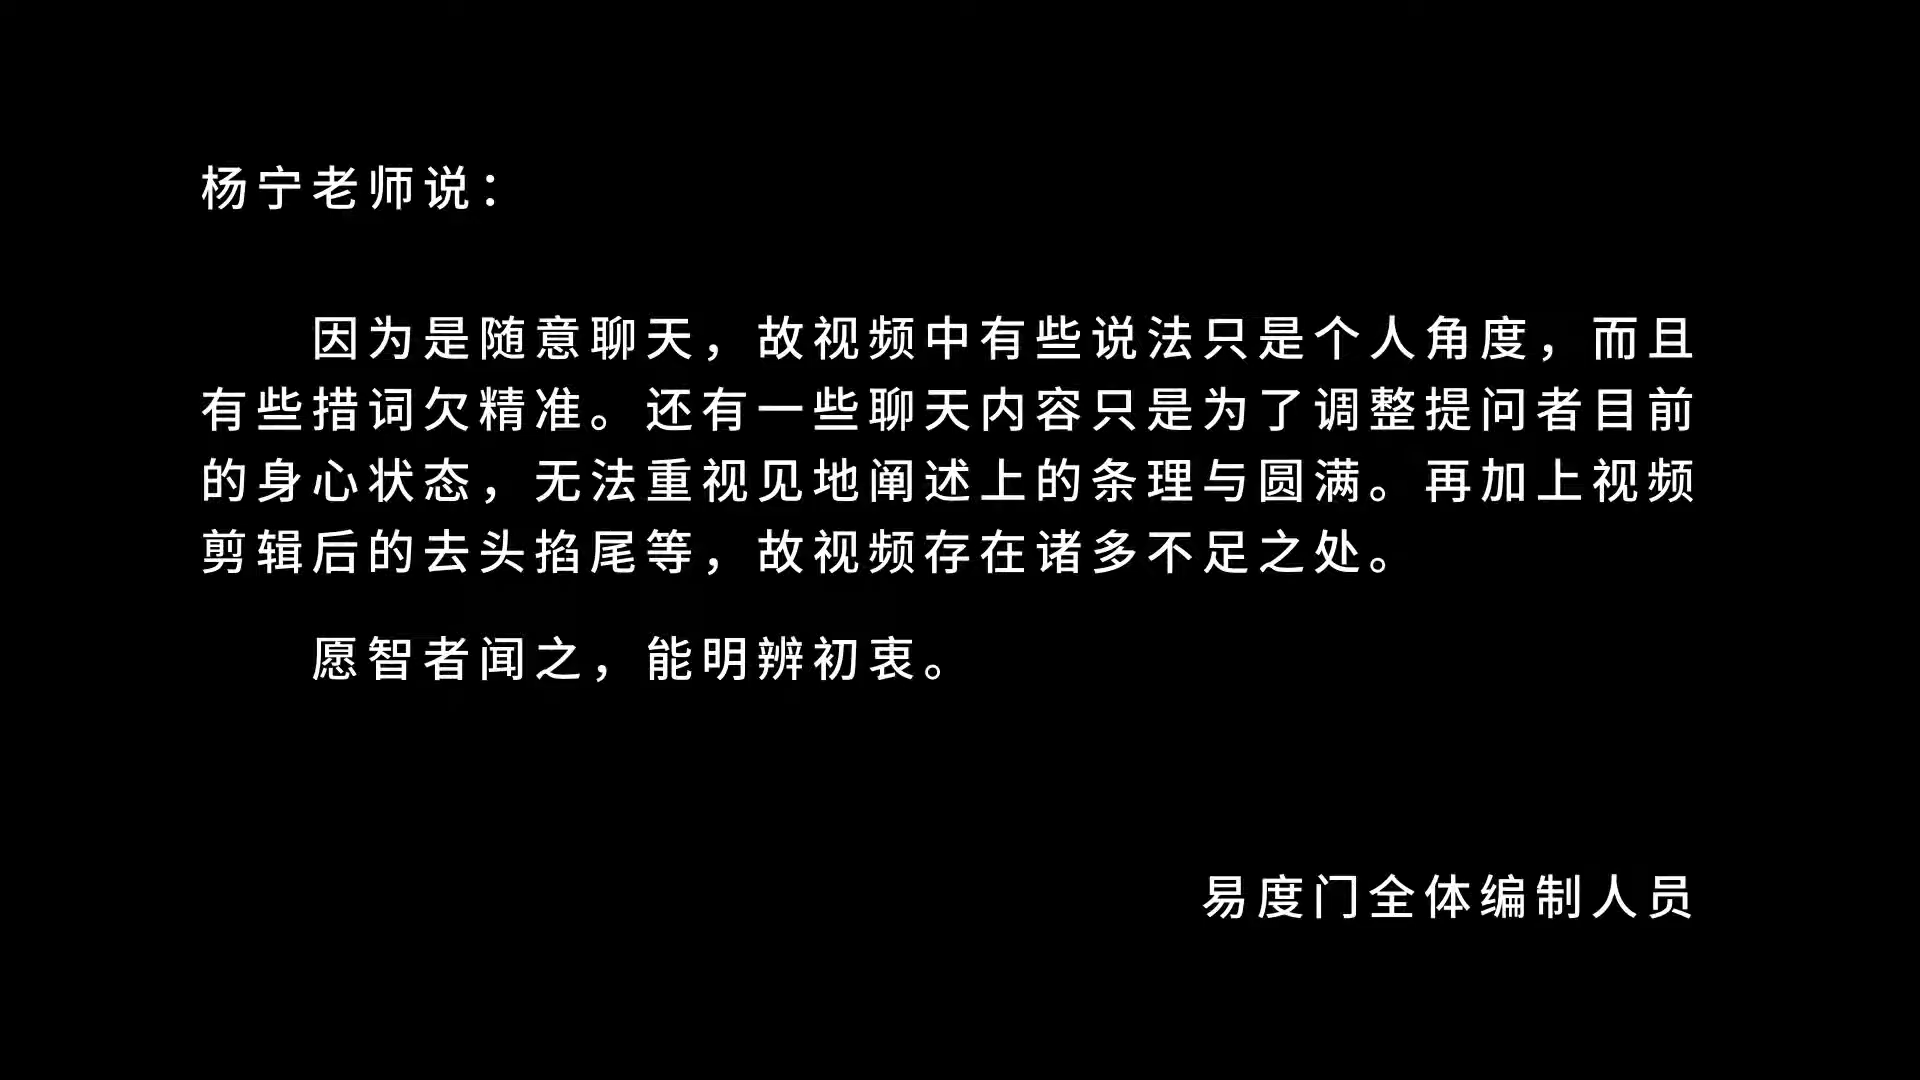 杨宁老师说：
因为是随意聊天，故视频中有些说法只是个人角度，而且
有些措词欠精准。还有一些聊天内容只是为了调整提问者目前
的身心状态，无法重视见地阐述上的条理与圆满。再加上视频
剪辑后的去头掐尾等，故视频存在诸多不足之处。
愿智者闻之，能明辨初衷。
易度门全体编制人员